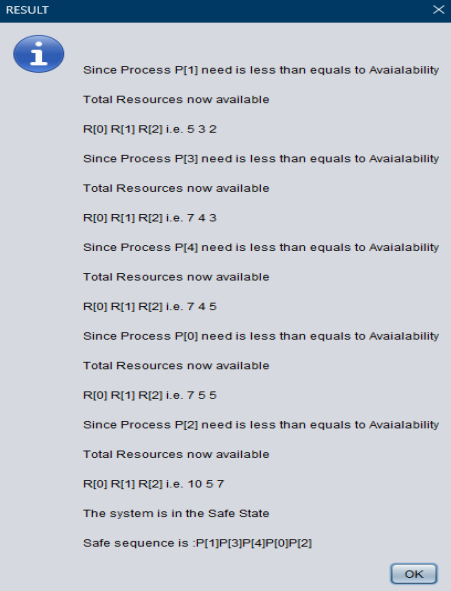 RESULT
Since Process P[1] need is less than equals to Avaialability
Total Resources now available
R[0] R[1] R[2] i.e. 5 3 2
Since Process P[3] need is less than equals to Avaialability
Total Resources now available
R[0] R[1] R[2] i.e. 7 4 3
Since Process P[4] need is less than equals to Avaialability
Total Resources now available
R[0] R[1] R[2] i.e. 7 4 5
Since Process P[0] need is less than equals to Avaialability
Total Resources now available
R[0] R[1] R[2] i.e. 7 5 5
Since Process P[2] need is less than equals to Avaialability
Total Resources now available
R[0] R[1] R[2] i.e. 10 5 7
The system is in the Safe State
Safe sequence is :P[1]P[3]P[4]P[0]P[2]
OK